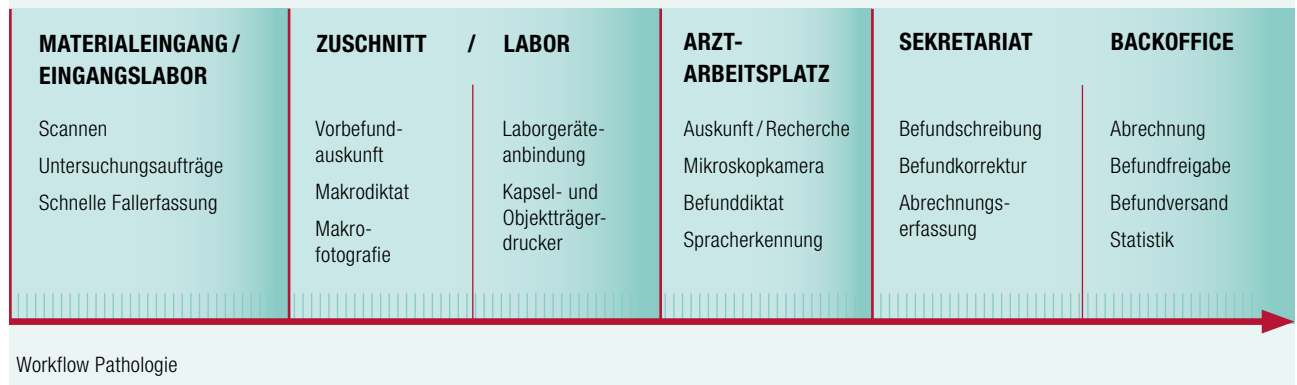 MATERIALEINGANG /
EINGANGSLABOR
Scannen
Untersuchungsaufträge
Schnelle Fallerfassung
ZUSCHNITT / LABOR
Vorbefund-
auskunft
Makrodiktat
Makro-
fotografie
Laborgeräte-
anbindung
Kapsel- und
Objektträger-
drucker
ARZT-
ARBEITSPLATZ
Auskunft / Recherche
Mikroskopkamera
Befunddiktat
Spracherkennung
SEKRETARIAT
Befundschreibung
Befundkorrektur
Abrechnungs-
erfassung
BACKOFFICE
Abrechnung
Befundfreigabe
Befundversand
Statistik
Workflow Pathologie